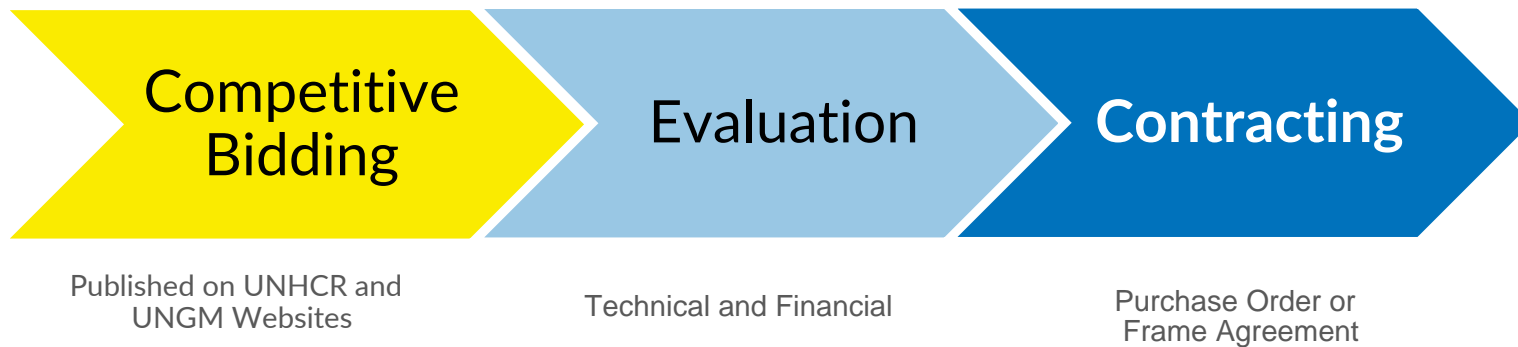 Competitive
Bidding
Evaluation
Contracting
Published on UNHCR and
UNGM Websites
Technical and Financial
Purchase Order or
Frame Agreement